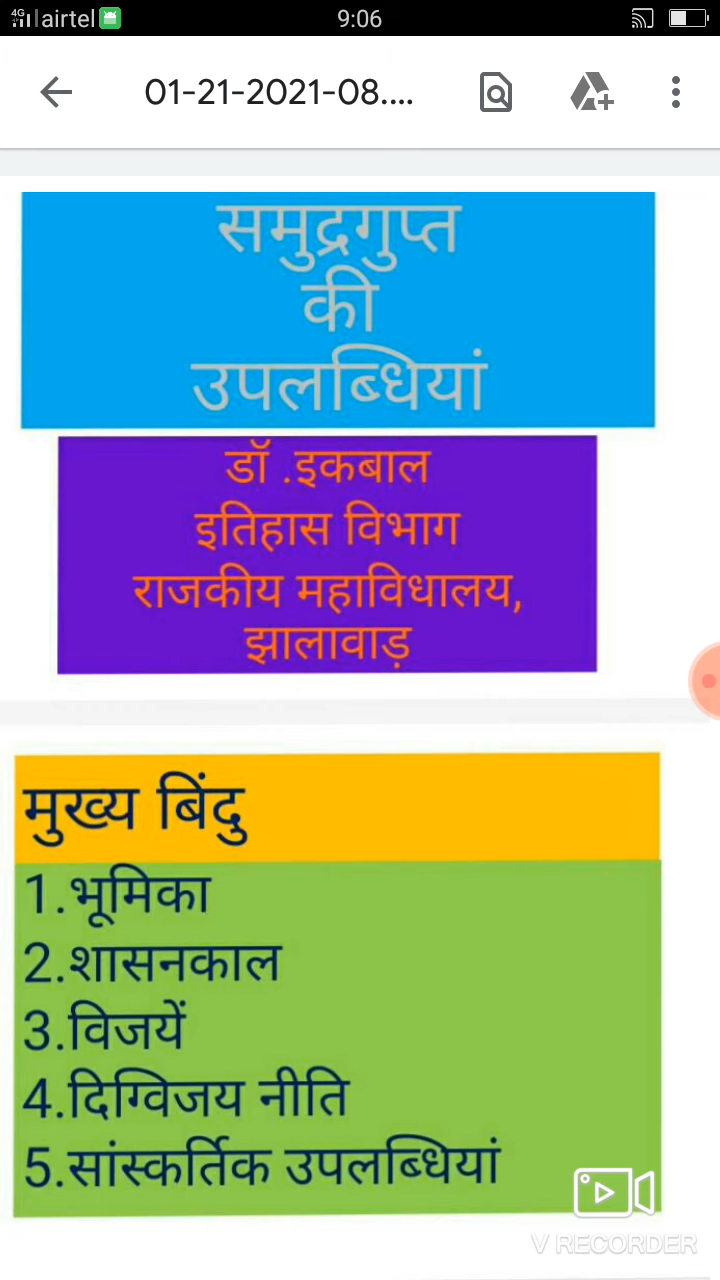 4G airtel 9:06
01-21-2021-08....
समुद्रगुप्त
की
उपलब्धियां
डॉ .इकबाल
इतिहास विभाग
राजकीय महाविधालय,
झालावाड़
मुख्य बिंदु
1.भूमिका
2.शासनकाल
3.विजयें
4.दिग्विजय नीति
5.सांस्कर्तिक उपलब्धियां
V RECORDER